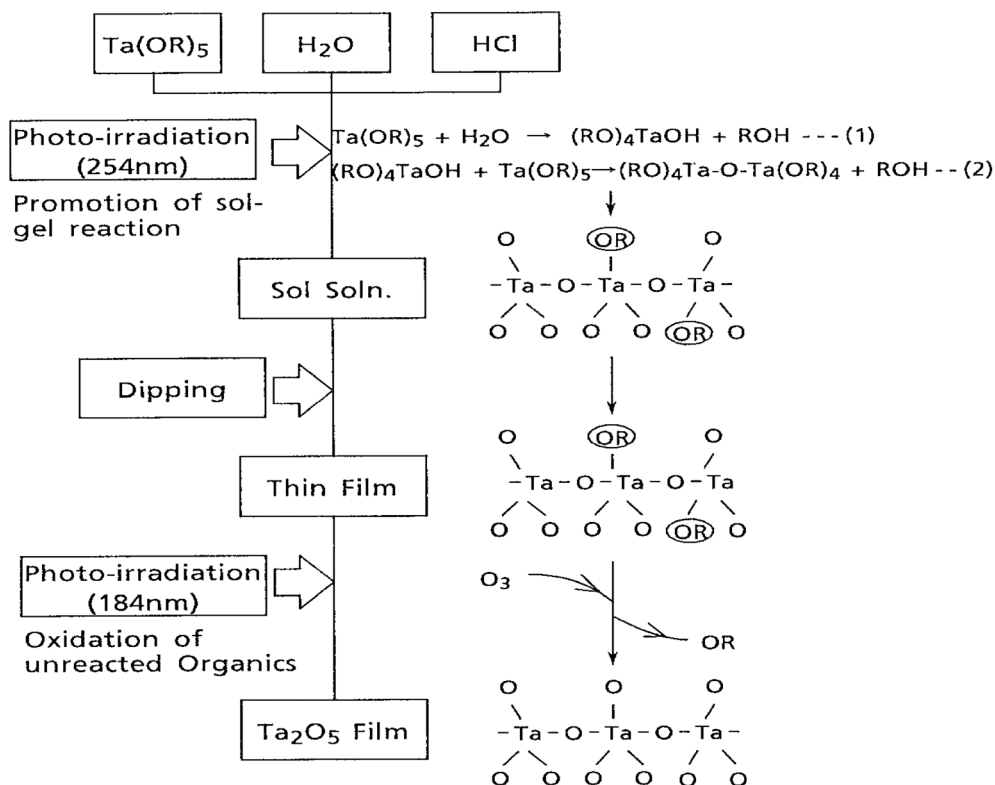 Ta(OR)5
H2O
HCl
Photo-irradiation
(254nm)
Promotion of sol-
gel reaction
Ta(OR)5 + H2O → (RO)4TaOH + ROH ---(1)
(RO)4TaOH + Ta(OR)5→(RO)4Ta-O-Ta(OR)4 + ROH --(2)
O OR O
-Ta-O-Ta-O-Ta-
O O O O OR O
Sol Soln.
Dipping
O OR O
-Ta-O-Ta-O-Ta
O O O O OR O
Thin Film
Photo-irradiation
(184nm)
Oxidation of
unreacted Organics
O3
OR
O O O
-Ta-O-Ta-O-Ta-
O O O O O O
Ta2O5 Film